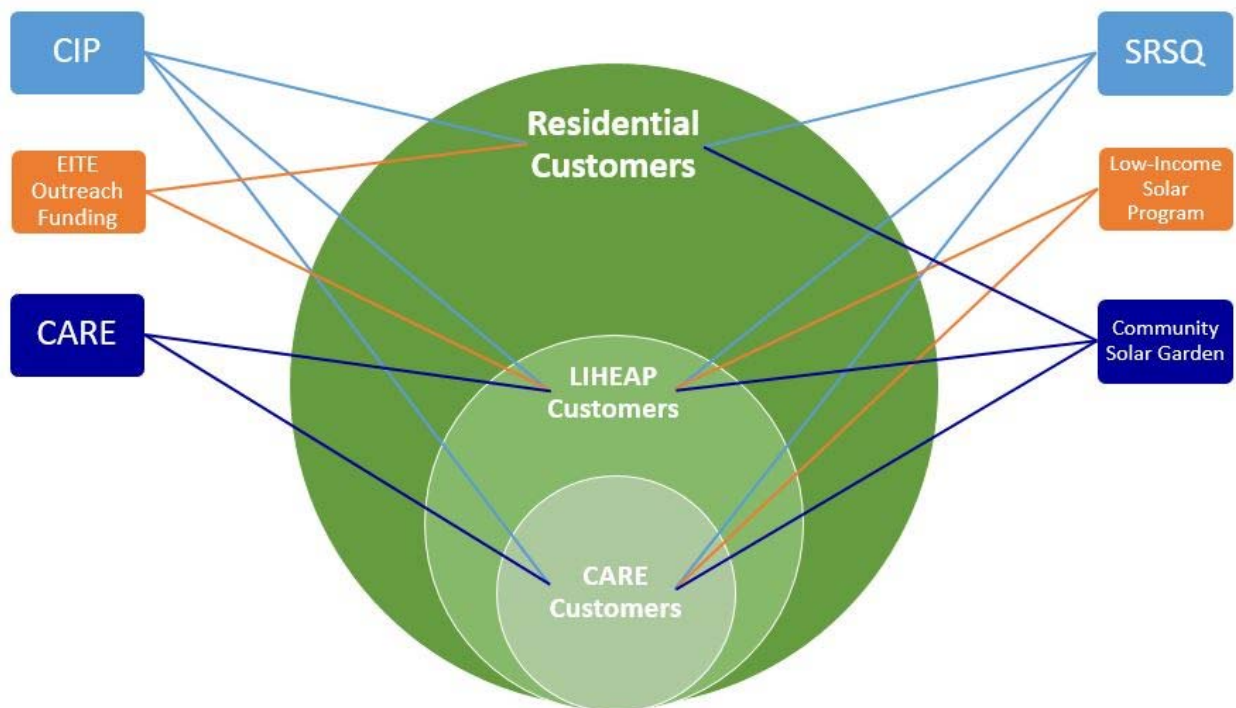 CIP
EITE
Outreach
Funding
CARE
Residential
Customers
LIHEAP
Customers
CARE
Customers
SRSQ
Low-Income
Solar
Program
Community
Solar Garden